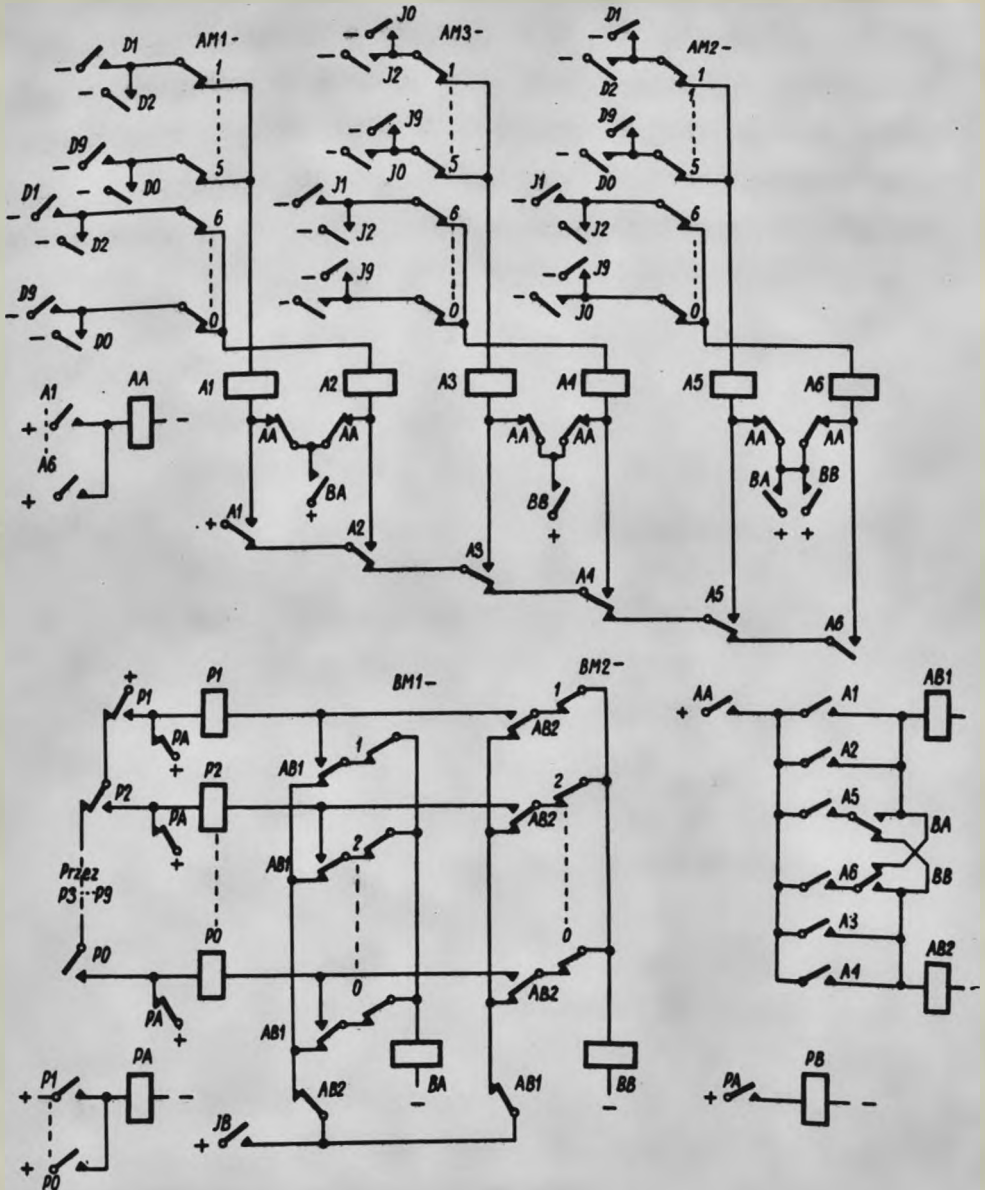 D1 AM1- J0 AM3- D1 AM2-
- - 1 - J2 1 - D2 1
- D2 1
D9 J9 D9
- - D0 5 - J0 5 - D0 5
D1 6 J1 6 J1 6
- - D2 - J2 - J2
D9 J9 J9
- - D0 0 - - 0 - - J0 0
A1 AA A1 A2 A3 A4 A5 A6
+ - AA AA AA AA AA AA
A6 BA BB BA BB
+ + + + +
+ A1 A2 A3 A4 A5 A6
+ P1 P1 BM1- BM2- + AA A1 AB1 -
PA 1 1 AB2
+ AB1 A2
P2 P2 2 A5 BA
PA AB2
+ AB1 2 A6 BB
Przez
P3 P9 A3
P0 P0 0 A4 AB2 -
PA 0 AB2
+ AB1
P1 PA BA BB PA PB
+ - AB2 - AB1 - + -
P0 JB
+ +